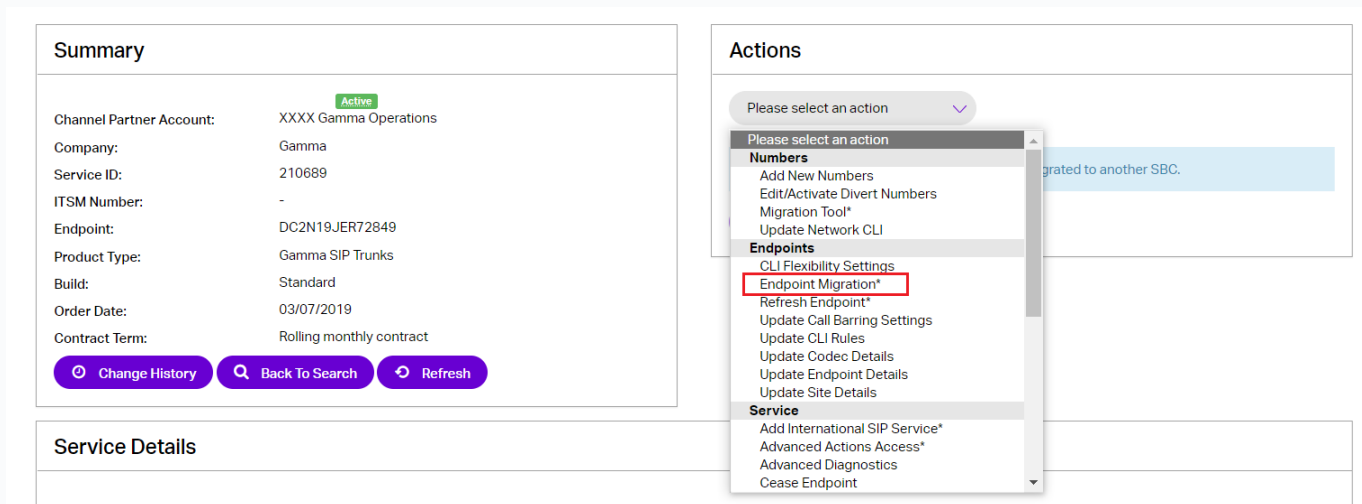 Summary
Active
Channel Partner Account: XXXX Gamma Operations
Company: Gamma
Service ID: 210689
ITSM Number: -
Endpoint: DC2N19JER72849
Product Type: Gamma SIP Trunks
Build: Standard
Order Date: 03/07/2019
Contract Term: Rolling monthly contract
Change History Back To Search Refresh
Actions
Please select an action
Please select an action
Numbers
Add New Numbers
Edit/Activate Divert Numbers
Migration Tool*
Update Network CLI
Endpoints
CLI Flexibility Settings
Endpoint Migration*
Refresh Endpoint*
Update Call Barring Settings
Update CLI Rules
Update Codec Details
Update Endpoint Details
Update Site Details
Service
Add International SIP Service*
Advanced Actions Access*
Advanced Diagnostics
Cease Endpoint
to another SBC.
Service Details